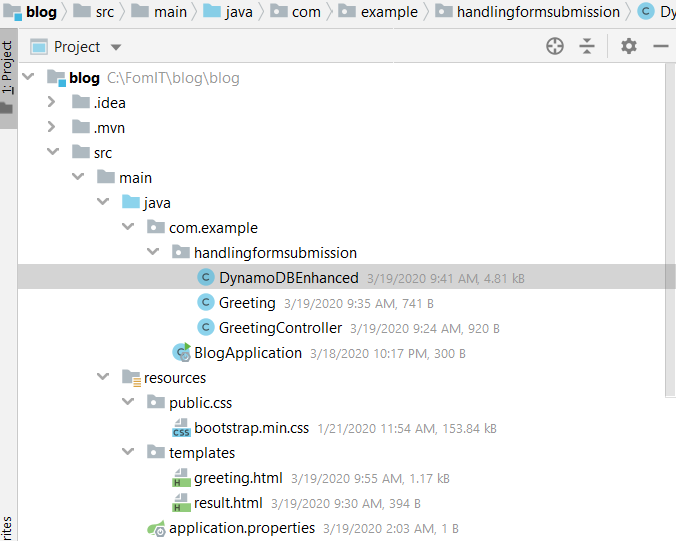 blog src main java com example handlingformsubmission Dy
Project
1: Project
blog C:\FomIT\blog\blog
.idea
.mvn
src
main
java
com.example
handlingformsubmission
C DynamoDBEnhanced 3/19/2020 9:41 AM, 4.81 kB
C Greeting 3/19/2020 9:35 AM, 741 B
C GreetingController 3/19/2020 9:24 AM, 920 B
C BlogApplication 3/18/2020 10:17 PM, 300 B
resources
public.css
CSS bootstrap.min.css 1/21/2020 11:54 AM, 153.84 kB
templates
H greeting.html 3/19/2020 9:55 AM, 1.17 kB
H result.html 3/19/2020 9:30 AM, 394 B
application.properties 3/19/2020 2:03 AM, 1 B
rites